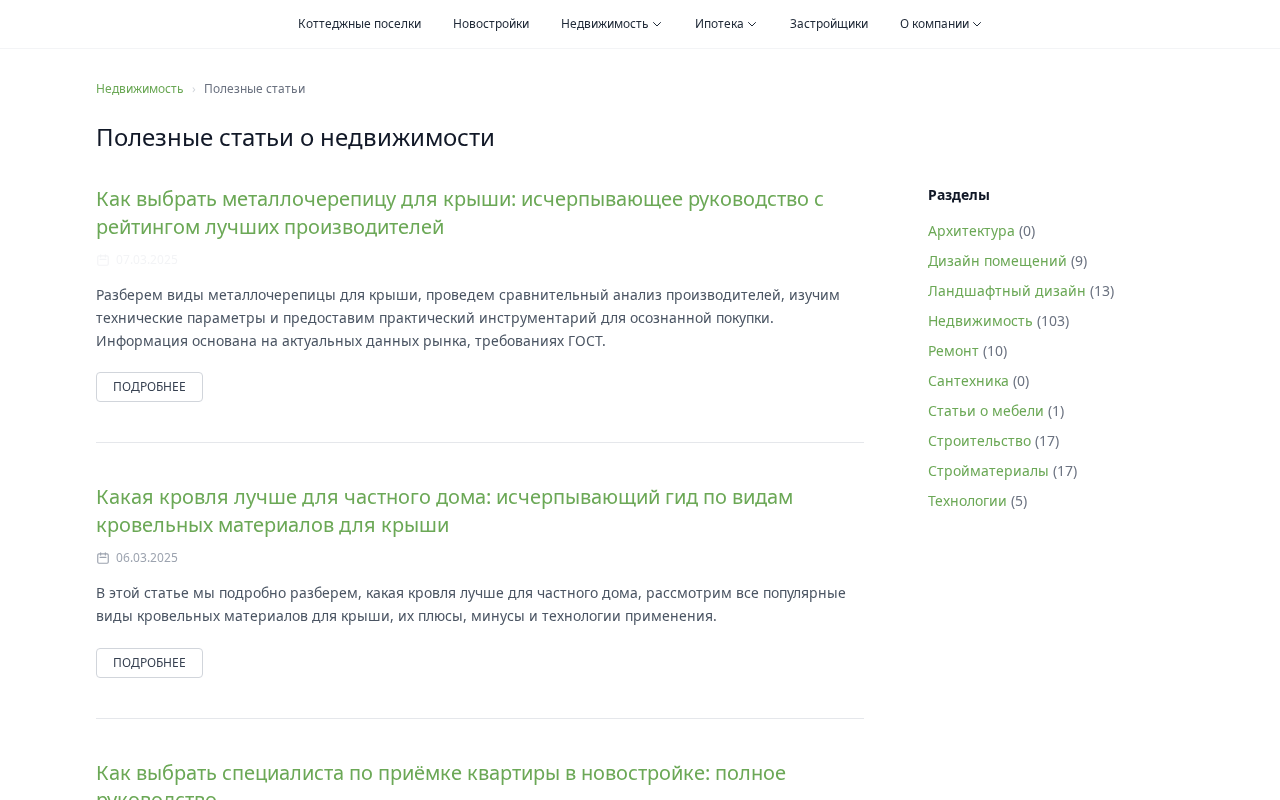 Коттеджные поселки
Новостройки
Недвижимость
Ипотека
Застройщики
О компании
Недвижимость › Полезные статьи
Полезные статьи о недвижимости
Как выбрать металлочерепицу для крыши: исчерпывающее руководство с
рейтингом лучших производителей
07.03.2025
Разберем виды металлочерепицы для крыши, проведем сравнительный анализ производителей, изучим
технические параметры и предоставим практический инструментарий для осознанной покупки.
Информация основана на актуальных данных рынка, требованиях ГОСТ.
ПОДРОБНЕЕ
Какая кровля лучше для частного дома: исчерпывающий гид по видам
кровельных материалов для крыши
06.03.2025
В этой статье мы подробно разберем, какая кровля лучше для частного дома, рассмотрим все популярные
виды кровельных материалов для крыши, их плюсы, минусы и технологии применения.
ПОДРОБНЕЕ
Как выбрать специалиста по приёмке квартиры в новостройке: полное
руководство
Разделы
Архитектура (0)
Дизайн помещений (9)
Ландшафтный дизайн (13)
Недвижимость (103)
Ремонт (10)
Сантехника (0)
Статьи о мебели (1)
Строительство (17)
Стройматериалы (17)
Технологии (5)